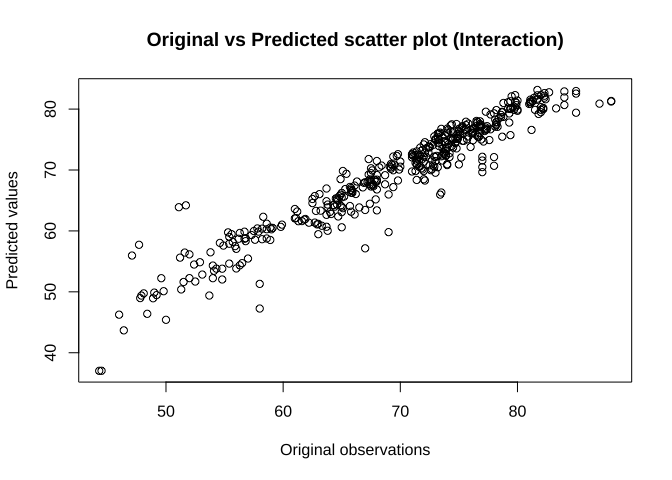 Original vs Predicted scatter plot (Interaction)
Predicted values
80
70
60
50
40
50 60 70 80
Original observations